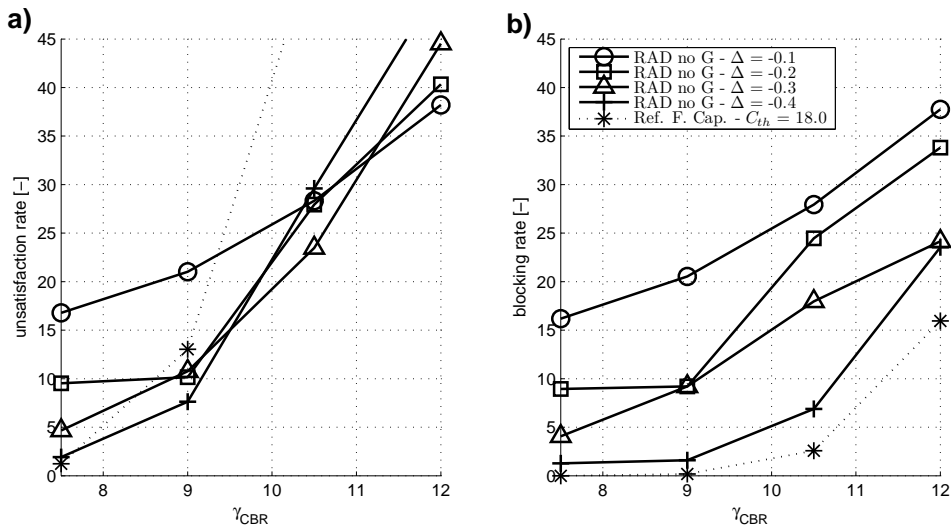 a)
45
40
35
30
25
20
15
10
5
0
8
9
10
11
12
unsatisfaction rate [–]
γCBR
b)
45
40
35
30
25
20
15
10
5
0
8
9
10
11
12
blocking rate [–]
γCBR
RAD no G - Δ = -0.1
RAD no G - Δ = -0.2
RAD no G - Δ = -0.3
RAD no G - Δ = -0.4
Ref. F. Cap. - Cth = 18.0